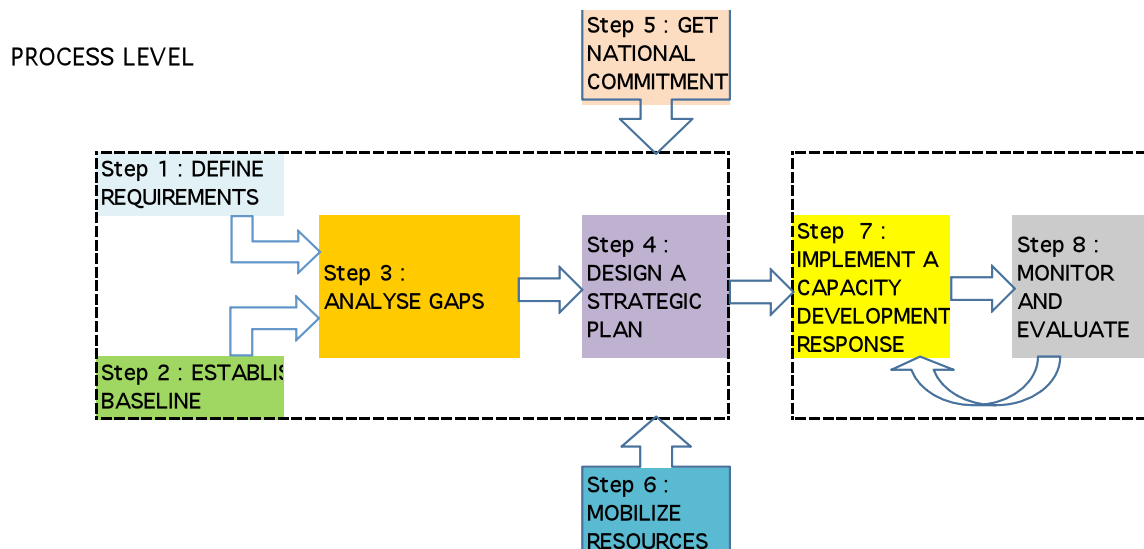 PROCESS LEVEL
Step 5 : GET
NATIONAL
COMMITMENT
Step 1 : DEFINE
REQUIREMENTS
Step 3 :
ANALYSE GAPS
Step 4 :
DESIGN A
STRATEGIC
PLAN
Step 7 :
IMPLEMENT A
CAPACITY
DEVELOPMENT
RESPONSE
Step 8 :
MONITOR
AND
EVALUATE
Step 2 : ESTABLIS
BASELINE
Step 6 :
MOBILIZE
RESOURCES